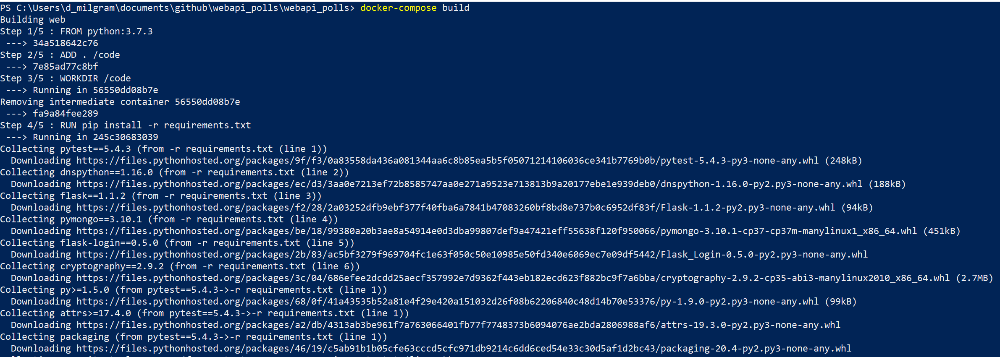 PS C:\Users\d_milgram\documents\github\webapi_polls\webapi_polls> docker-compose build
Building web
Step 1/5 : FROM python:3.7.3
 ---> 34a518642c76
Step 2/5 : ADD . /code
 ---> 7e85ad77c8bf
Step 3/5 : WORKDIR /code
 ---> Running in 56550dd08b7e
Removing intermediate container 56550dd08b7e
 ---> fa9a84fee289
Step 4/5 : RUN pip install -r requirements.txt
 ---> Running in 245c30683039
Collecting pytest==5.4.3 (from -r requirements.txt (line 1))
  Downloading https://files.pythonhosted.org/packages/9f/f3/0a83558da436a081344aa6c8b85ea5b5f05071214106036ce341b7769b0b/pytest-5.4.3-py3-none-any.whl (248kB)
Collecting dnspython==1.16.0 (from -r requirements.txt (line 2))
  Downloading https://files.pythonhosted.org/packages/ec/d3/3aa0e7213ef72b8585747aa0e271a9523e713813b9a20177ebe1e939deb0/dnspython-1.16.0-py2.py3-none-any.whl (188kB)
Collecting flask==1.1.2 (from -r requirements.txt (line 3))
  Downloading https://files.pythonhosted.org/packages/f2/28/2a03252dfb9ebf377f40fba6a7841b47083260bf8bd8e737b0c6952df83f/Flask-1.1.2-py2.py3-none-any.whl (94kB)
Collecting pymongo==3.10.1 (from -r requirements.txt (line 4))
  Downloading https://files.pythonhosted.org/packages/be/18/99380a20b3ae8a54914e0d3dba99807def9a47421eff55638f120f950066/pymongo-3.10.1-cp37-cp37m-manylinux1_x86_64.whl (451kB)
Collecting flask-login==0.5.0 (from -r requirements.txt (line 5))
  Downloading https://files.pythonhosted.org/packages/2b/83/ac5bf3279f969704fc1e63f050c50e10985e50fd340e6069ec7e09df5442/Flask_Login-0.5.0-py2.py3-none-any.whl
Collecting cryptography==2.9.2 (from -r requirements.txt (line 6))
  Downloading https://files.pythonhosted.org/packages/3c/04/686efee2dcdd25aecf357992e7d9362f443eb182ecd623f882bc9f7a6bba/cryptography-2.9.2-cp35-abi3-manylinux2010_x86_64.whl (2.7MB)
Collecting py>=1.5.0 (from pytest==5.4.3->-r requirements.txt (line 1))
  Downloading https://files.pythonhosted.org/packages/68/0f/41a43535b52a81e4f29e420a151032d26f08b62206840c48d14b70e53376/py-1.9.0-py2.py3-none-any.whl (99kB)
Collecting attrs>=17.4.0 (from pytest==5.4.3->-r requirements.txt (line 1))
  Downloading https://files.pythonhosted.org/packages/a2/db/4313ab3be961f7a763066401fb77f7748373b6094076ae2bda2806988af6/attrs-19.3.0-py2.py3-none-any.whl
Collecting packaging (from pytest==5.4.3->-r requirements.txt (line 1))
  Downloading https://files.pythonhosted.org/packages/46/19/c5ab91b1b05cfe63cccd5cfc971db9214c6dd6ced54e33c30d5af1d2bc43/packaging-20.4-py2.py3-none-any.whl